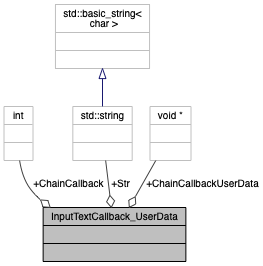 std::basic_string<
char >
int
std::string
void *
+ChainCallback
+Str
+ChainCallbackUserData
InputTextCallback_UserData